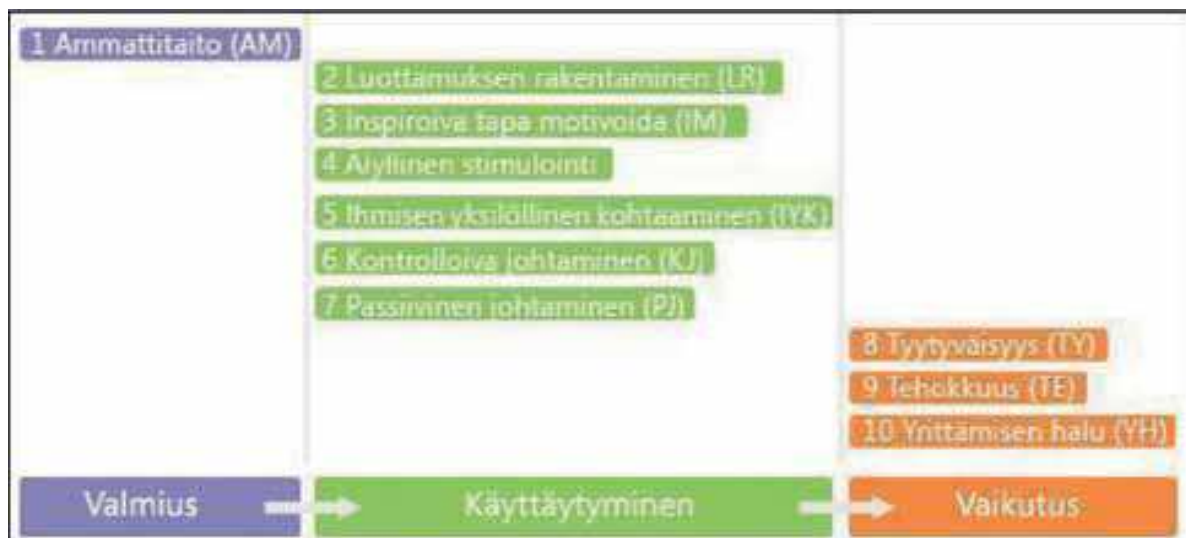 1 Ammattitaito (AM)
2 Luottamuksen rakentaminen (LR)
3 Inspiroiva tapa motivoida (IM)
4 Älyllinen stimulointi
5 Ihmisen yksilöllinen kohtaaminen (IYK)
6 Kontrolloiva johtaminen (KJ)
7 Passiivinen johtaminen (PJ)
8 Tyytyväisyys (TY)
9 Tehokkuus (TE)
10 Yrittämisen halu (YH)
Valmius
Käyttäytyminen
Vaikutus